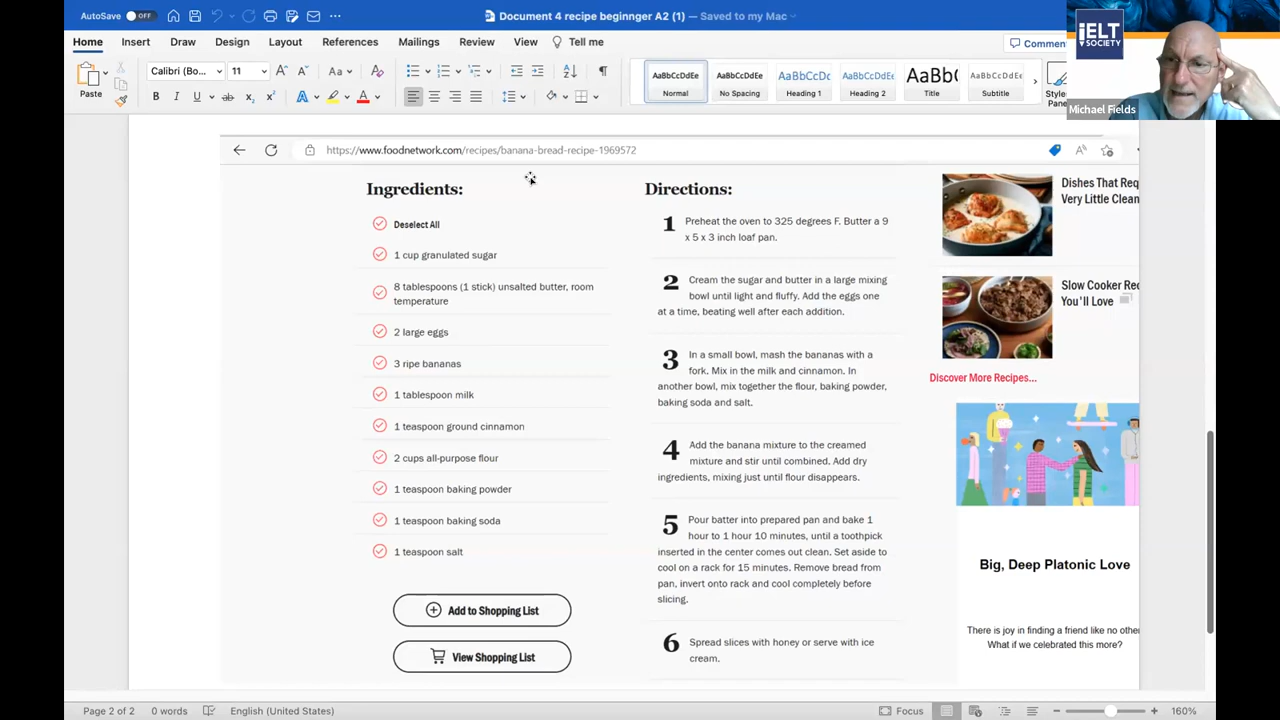 AutoSave OFF
Document 4 recipe beginnger A2 (1) — Saved to my Mac
Home Insert Draw Design Layout References Mailings Review View Tell me
Comment
Paste
Calibri (Bo... 11
AaBbCcDdEe
Normal
AaBbCcDdEe
No Spacing
AaBbCcDc
Heading 1
AaBbCcDdEe
Heading 2
AaBb(
Title
AaBbCcDdEe
Subtitle
Styles
Pane
iELT
SOCIETY
Michael Fields
https://www.foodnetwork.com/recipes/banana-bread-recipe-1969572
Ingredients:
Deselect All
1 cup granulated sugar
8 tablespoons (1 stick) unsalted butter, room
temperature
2 large eggs
3 ripe bananas
1 tablespoon milk
1 teaspoon ground cinnamon
2 cups all-purpose flour
1 teaspoon baking powder
1 teaspoon baking soda
1 teaspoon salt
Add to Shopping List
View Shopping List
Directions:
1 Preheat the oven to 325 degrees F. Butter a 9
x 5 x 3 inch loaf pan.
2 Cream the sugar and butter in a large mixing
bowl until light and fluffy. Add the eggs one
at a time, beating well after each addition.
3 In a small bowl, mash the bananas with a
fork. Mix in the milk and cinnamon. In
another bowl, mix together the flour, baking powder,
baking soda and salt.
4 Add the banana mixture to the creamed
mixture and stir until combined. Add dry
ingredients, mixing just until flour disappears.
5 Pour batter into prepared pan and bake 1
hour to 1 hour 10 minutes, until a toothpick
inserted in the center comes out clean. Set aside to
cool on a rack for 15 minutes. Remove bread from
pan, invert onto rack and cool completely before
slicing.
6 Spread slices with honey or serve with ice
cream.
Dishes That Req
Very Little Clean
Slow Cooker Rec
You'll Love
Discover More Recipes...
Big, Deep Platonic Love
There is joy in finding a friend like no other
What if we celebrated this more?
Page 2 of 2 0 words English (United States) Focus 160%